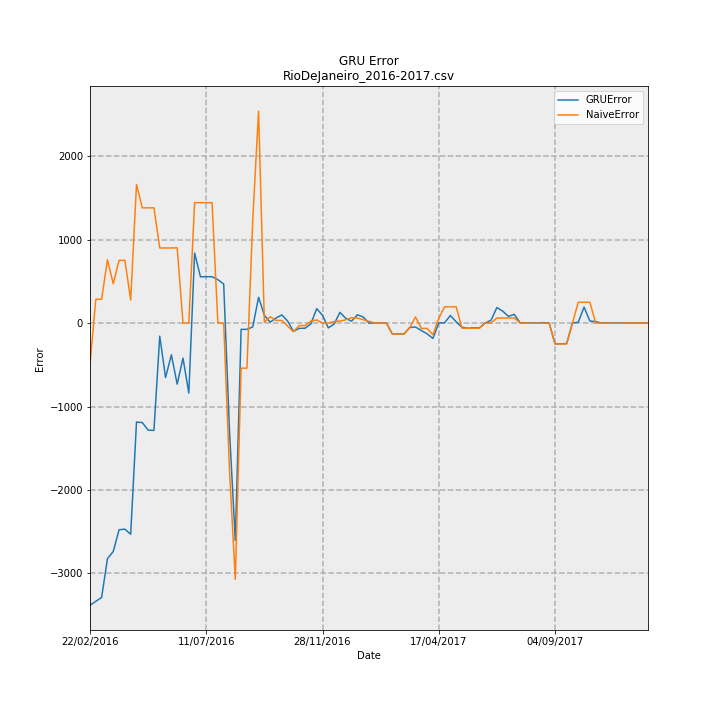 GRU Error
RioDeJaneiro_2016-2017.csv
GRUError
NaiveError
2000
1000
0
−1000
−2000
−3000
Error
22/02/2016
11/07/2016
28/11/2016
17/04/2017
04/09/2017
Date